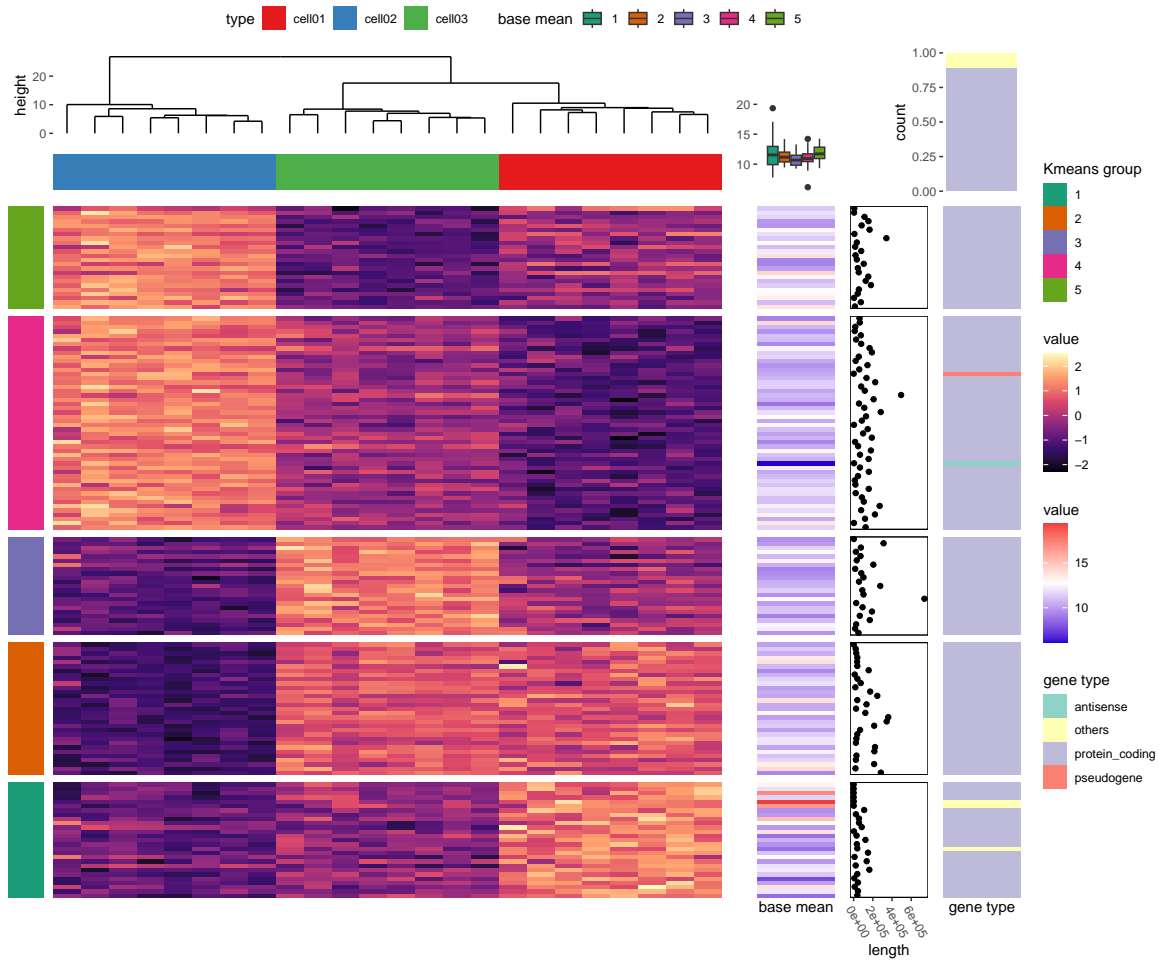 type cell01 cell02 cell03 base mean 1 2 3 4 5
height
20
10
0
20
15
10
count
1.00
0.75
0.50
0.25
0.00
Kmeans group
1
2
3
4
5
value
2
1
0
−1
−2
value
15
10
gene type
antisense
others
protein_coding
pseudogene
base mean
0e+00
2e+05
4e+05
6e+05
length
gene type